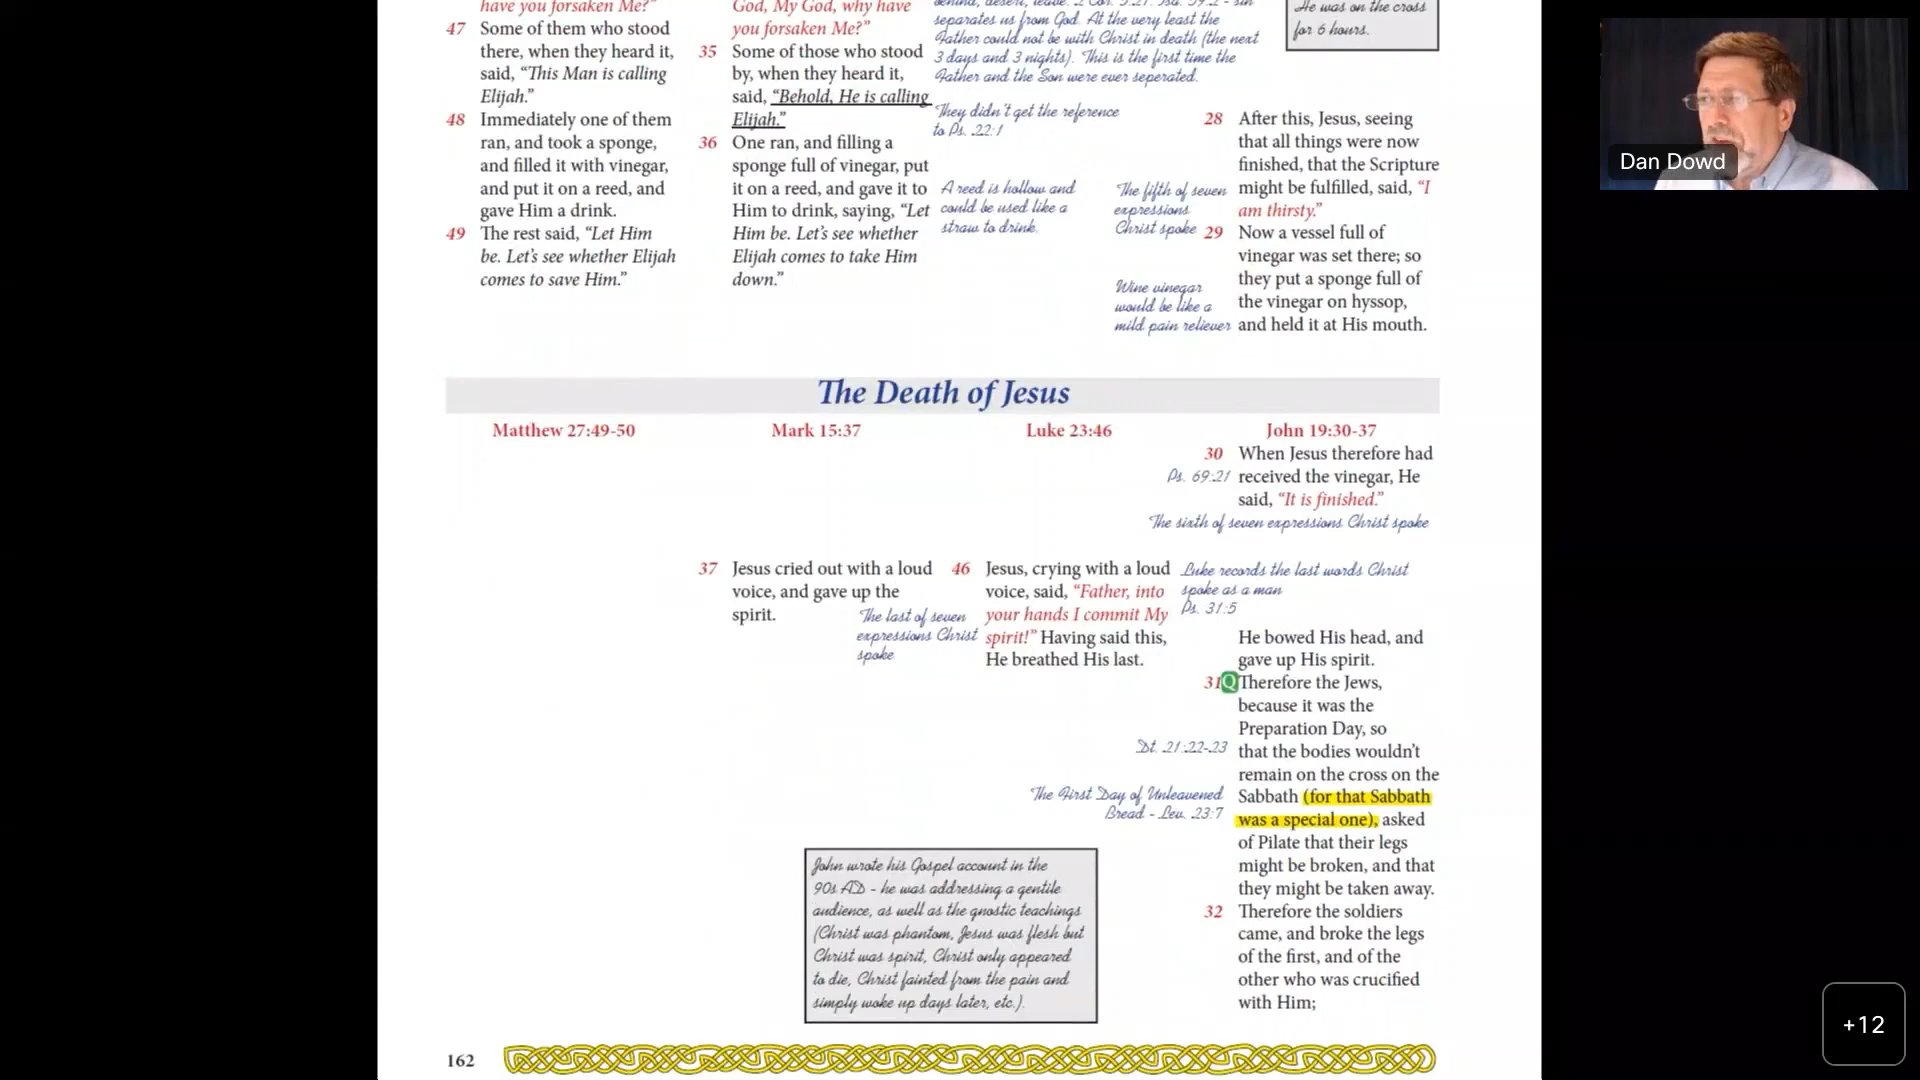 have you forsaken Me?"
47 Some of them who stood
there, when they heard it,
said, "This Man is calling
Elijah."
48 Immediately one of them
ran, and took a sponge,
and filled it with vinegar,
and put it on a reed, and
gave Him a drink.
49 The rest said, "Let Him
be. Let's see whether Elijah
comes to save Him."
God, My God, why have
you forsaken Me?"
35 Some of those who stood
by, when they heard it,
said, "Behold, He is calling
Elijah."
36 One ran, and filling a
sponge full of vinegar, put
it on a reed, and gave it to
Him to drink, saying, "Let
Him be. Let's see whether
Elijah comes to take Him
down."
separates us from God. At the very least the
Father could not be with Christ in death (the next
3 days and 3 nights). This is the first time the
Father and the Son were ever seperated.
They didn't get the reference
to Ps. 22:1
A reed is hollow and
could be used like a
straw to drink.
He was on the cross
for 6 hours.
The fifth of seven
expressions
Christ spoke
Wine vinegar
would be like a
mild pain reliever
28 After this, Jesus, seeing
that all things were now
finished, that the Scripture
might be fulfilled, said, "I
am thirsty."
29 Now a vessel full of
vinegar was set there; so
they put a sponge full of
the vinegar on hyssop,
and held it at His mouth.
The Death of Jesus
Matthew 27:49-50
Mark 15:37
Luke 23:46
John 19:30-37
30 When Jesus therefore had
Ps. 69:21
received the vinegar, He
said, "It is finished."
The sixth of seven expressions Christ spoke
37 Jesus cried out with a loud
voice, and gave up the
spirit.
The last of seven
expressions Christ
spoke
46 Jesus, crying with a loud
voice, said, "Father, into
your hands I commit My
spirit!" Having said this,
He breathed His last.
Luke records the last words Christ
spoke as a man
Ps. 31:5
He bowed His head, and
gave up His spirit.
31 Q Therefore the Jews,
because it was the
Preparation Day, so
that the bodies wouldn't
remain on the cross on the
Sabbath (for that Sabbath
was a special one), asked
of Pilate that their legs
might be broken, and that
they might be taken away.
Dt. 21:22-23
The First Day of Unleavened
Bread - Lev. 23:7
32 Therefore the soldiers
came, and broke the legs
of the first, and of the
other who was crucified
with Him;
John wrote his Gospel account in the
90s AD - he was addressing a gentile
audience, as well as the gnostic teachings
(Christ was phantom, Jesus was flesh but
Christ was spirit, Christ only appeared
to die, Christ fainted from the pain and
simply woke up days later, etc.).
162
Dan Dowd
+12